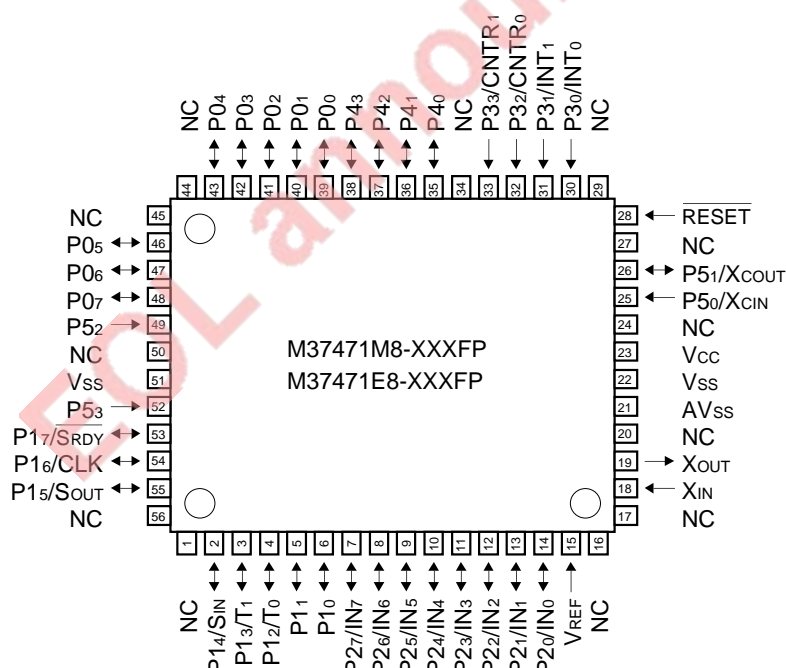 NC
P04
P03
P02
P01
P00
P43
P42
P41
P40
NC
P33/CNTR1
P32/CNTR0
P31/INT1
P30/INT0
NC
44
43
42
41
40
39
38
37
36
35
34
33
32
31
30
29
NC 45
P05 46
P06 47
P07 48
P52 49
NC 50
VSS 51
P53 52
P17/SRDY 53
P16/CLK 54
P15/SOUT 55
NC 56
M37471M8-XXXFP
M37471E8-XXXFP
28 RESET
27 NC
26 P51/XCOUT
25 P50/XCIN
24 NC
23 VCC
22 VSS
21 AVSS
20 NC
19 XOUT
18 XIN
17 NC
1
2
3
4
5
6
7
8
9
10
11
12
13
14
15
16
NC
P14/SIN
P13/T1
P12/T0
P11
P10
P27/IN7
P26/IN6
P25/IN5
P24/IN4
P23/IN3
P22/IN2
P21/IN1
P20/IN0
VREF
NC
EOL